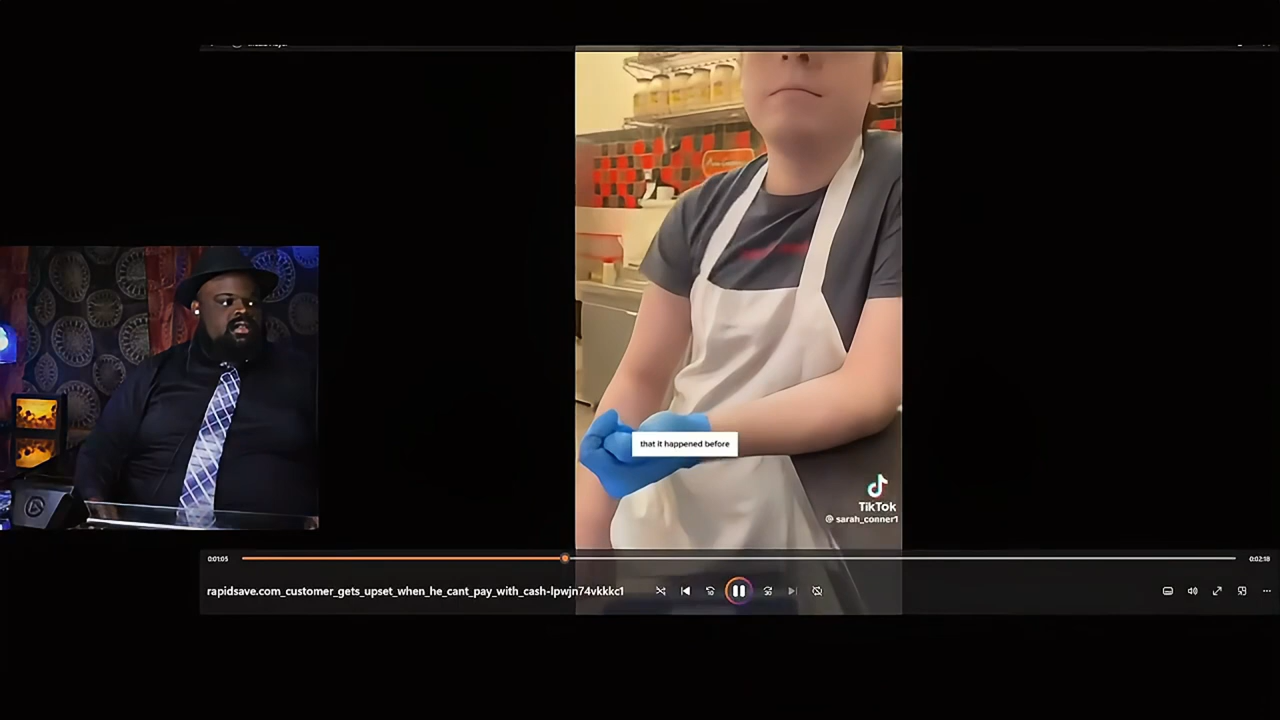 that it happened before
TikTok
@ sarah_conner1
0:01:05
0:02:18
rapidsave.com_customer_gets_upset_when_he_cant_pay_with_cash-lpwjn74vkkkc1